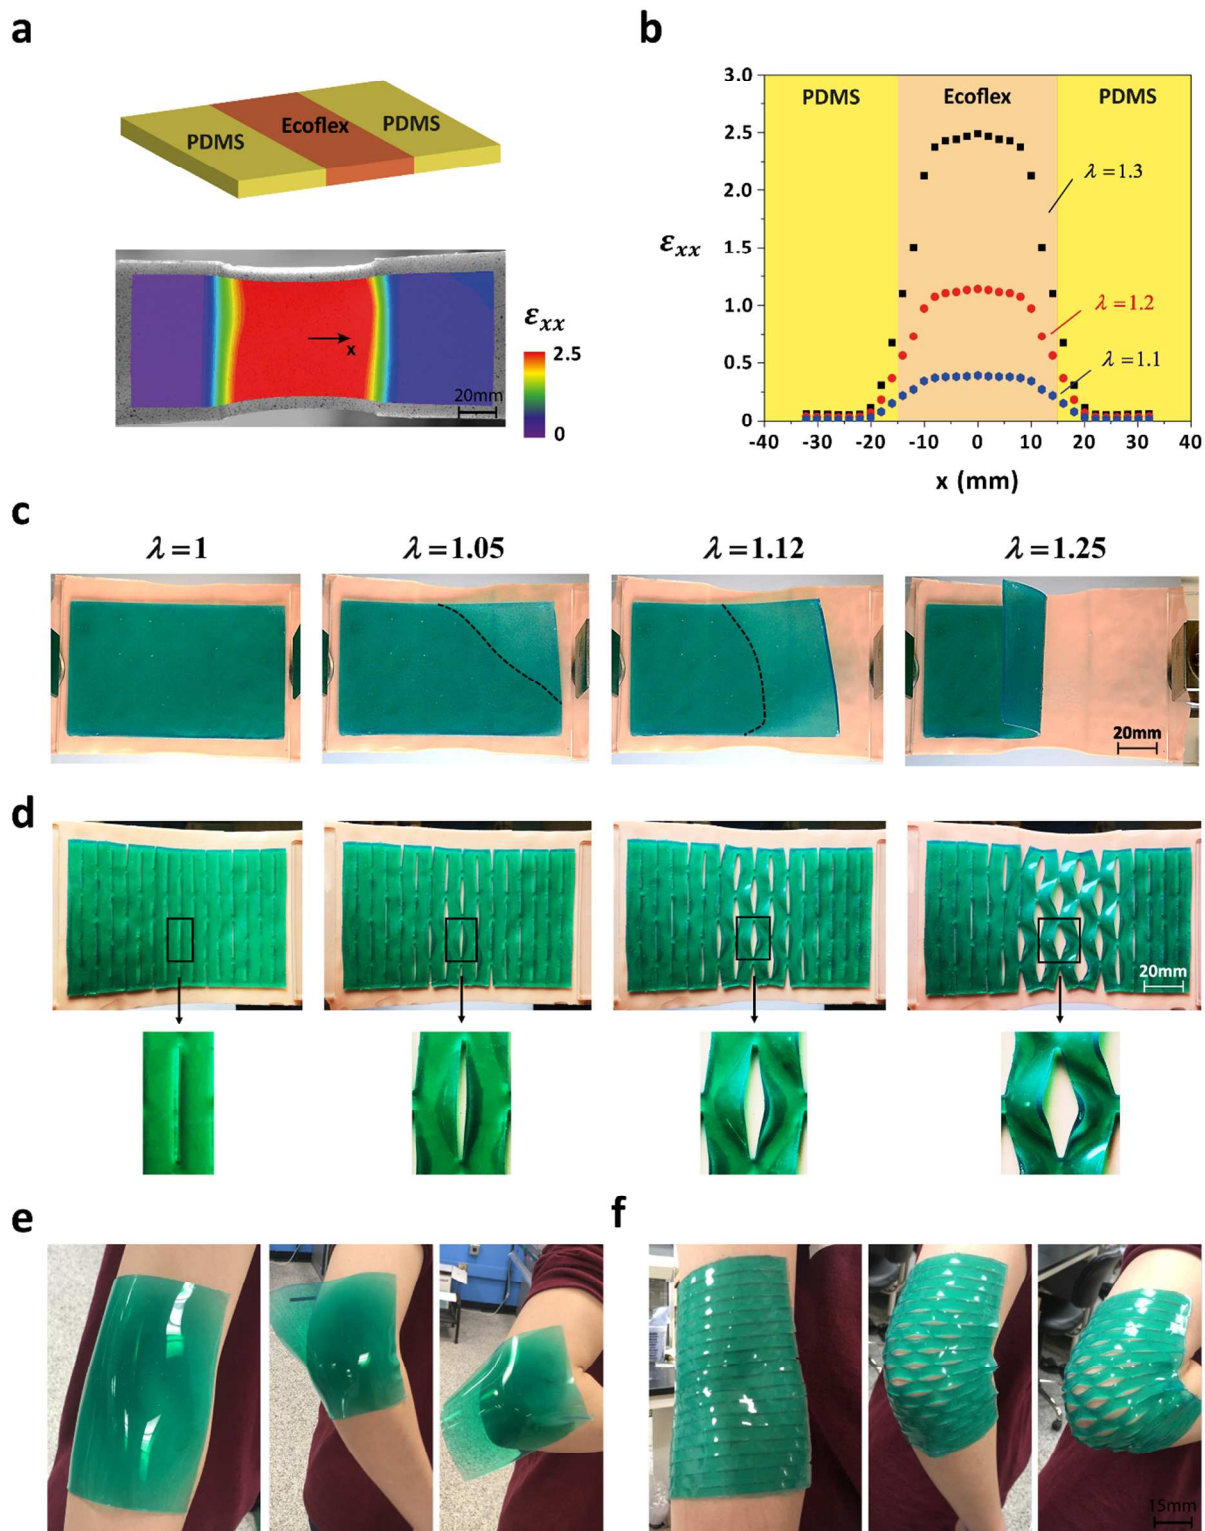 a
PDMS
Ecoflex
PDMS
x
20mm
εxx
2.5
0
b
3.0
2.5
2.0
1.5
1.0
0.5
0
εxx
PDMS
Ecoflex
PDMS
λ=1.3
λ=1.2
λ=1.1
-40 -30 -20 -10 0 10 20 30 40
x (mm)
c
λ=1 λ=1.05 λ=1.12 λ=1.25
20mm
d
20mm
e
f
15mm